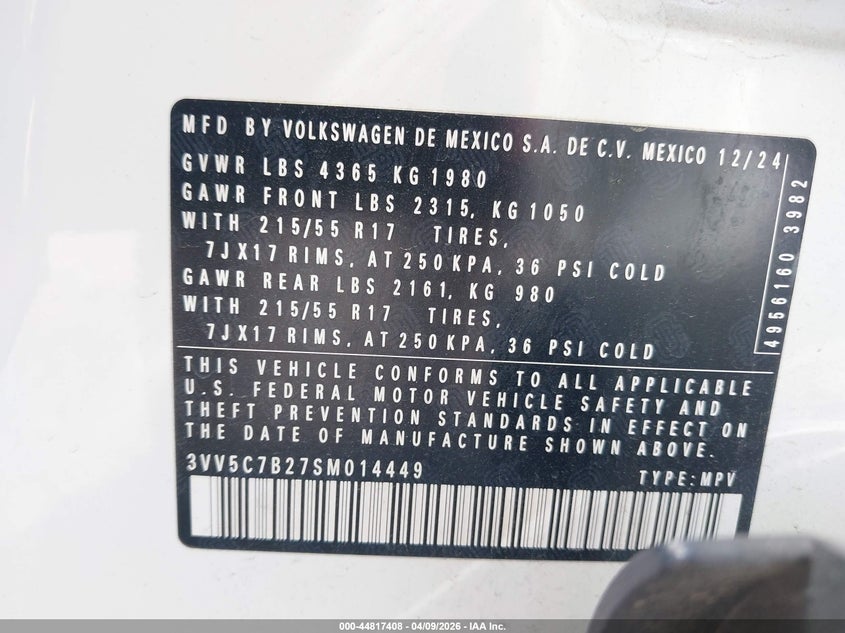 MFD BY VOLKSWAGEN DE MEXICO S.A. DE C.V. MEXICO 12/24
GVWR LBS 4365 KG 1980
GAWR FRONT LBS 2315, KG 1050
WITH 215/55 R17 TIRES,
7JX17 RIMS, AT 250 KPA, 36 PSI COLD
GAWR REAR LBS 2161, KG 980
WITH 215/55 R17 TIRES,
7JX17 RIMS, AT 250 KPA, 36 PSI COLD
4956160 3982
THIS VEHICLE CONFORMS TO ALL APPLICABLE
U.S. FEDERAL MOTOR VEHICLE SAFETY AND
THEFT PREVENTION STANDARDS IN EFFECT ON
THE DATE OF MANUFACTURE SHOWN ABOVE.
3VV5C7B27SM014449 TYPE: MPV
000-44817408 | 04/09/2026 | IAA Inc.